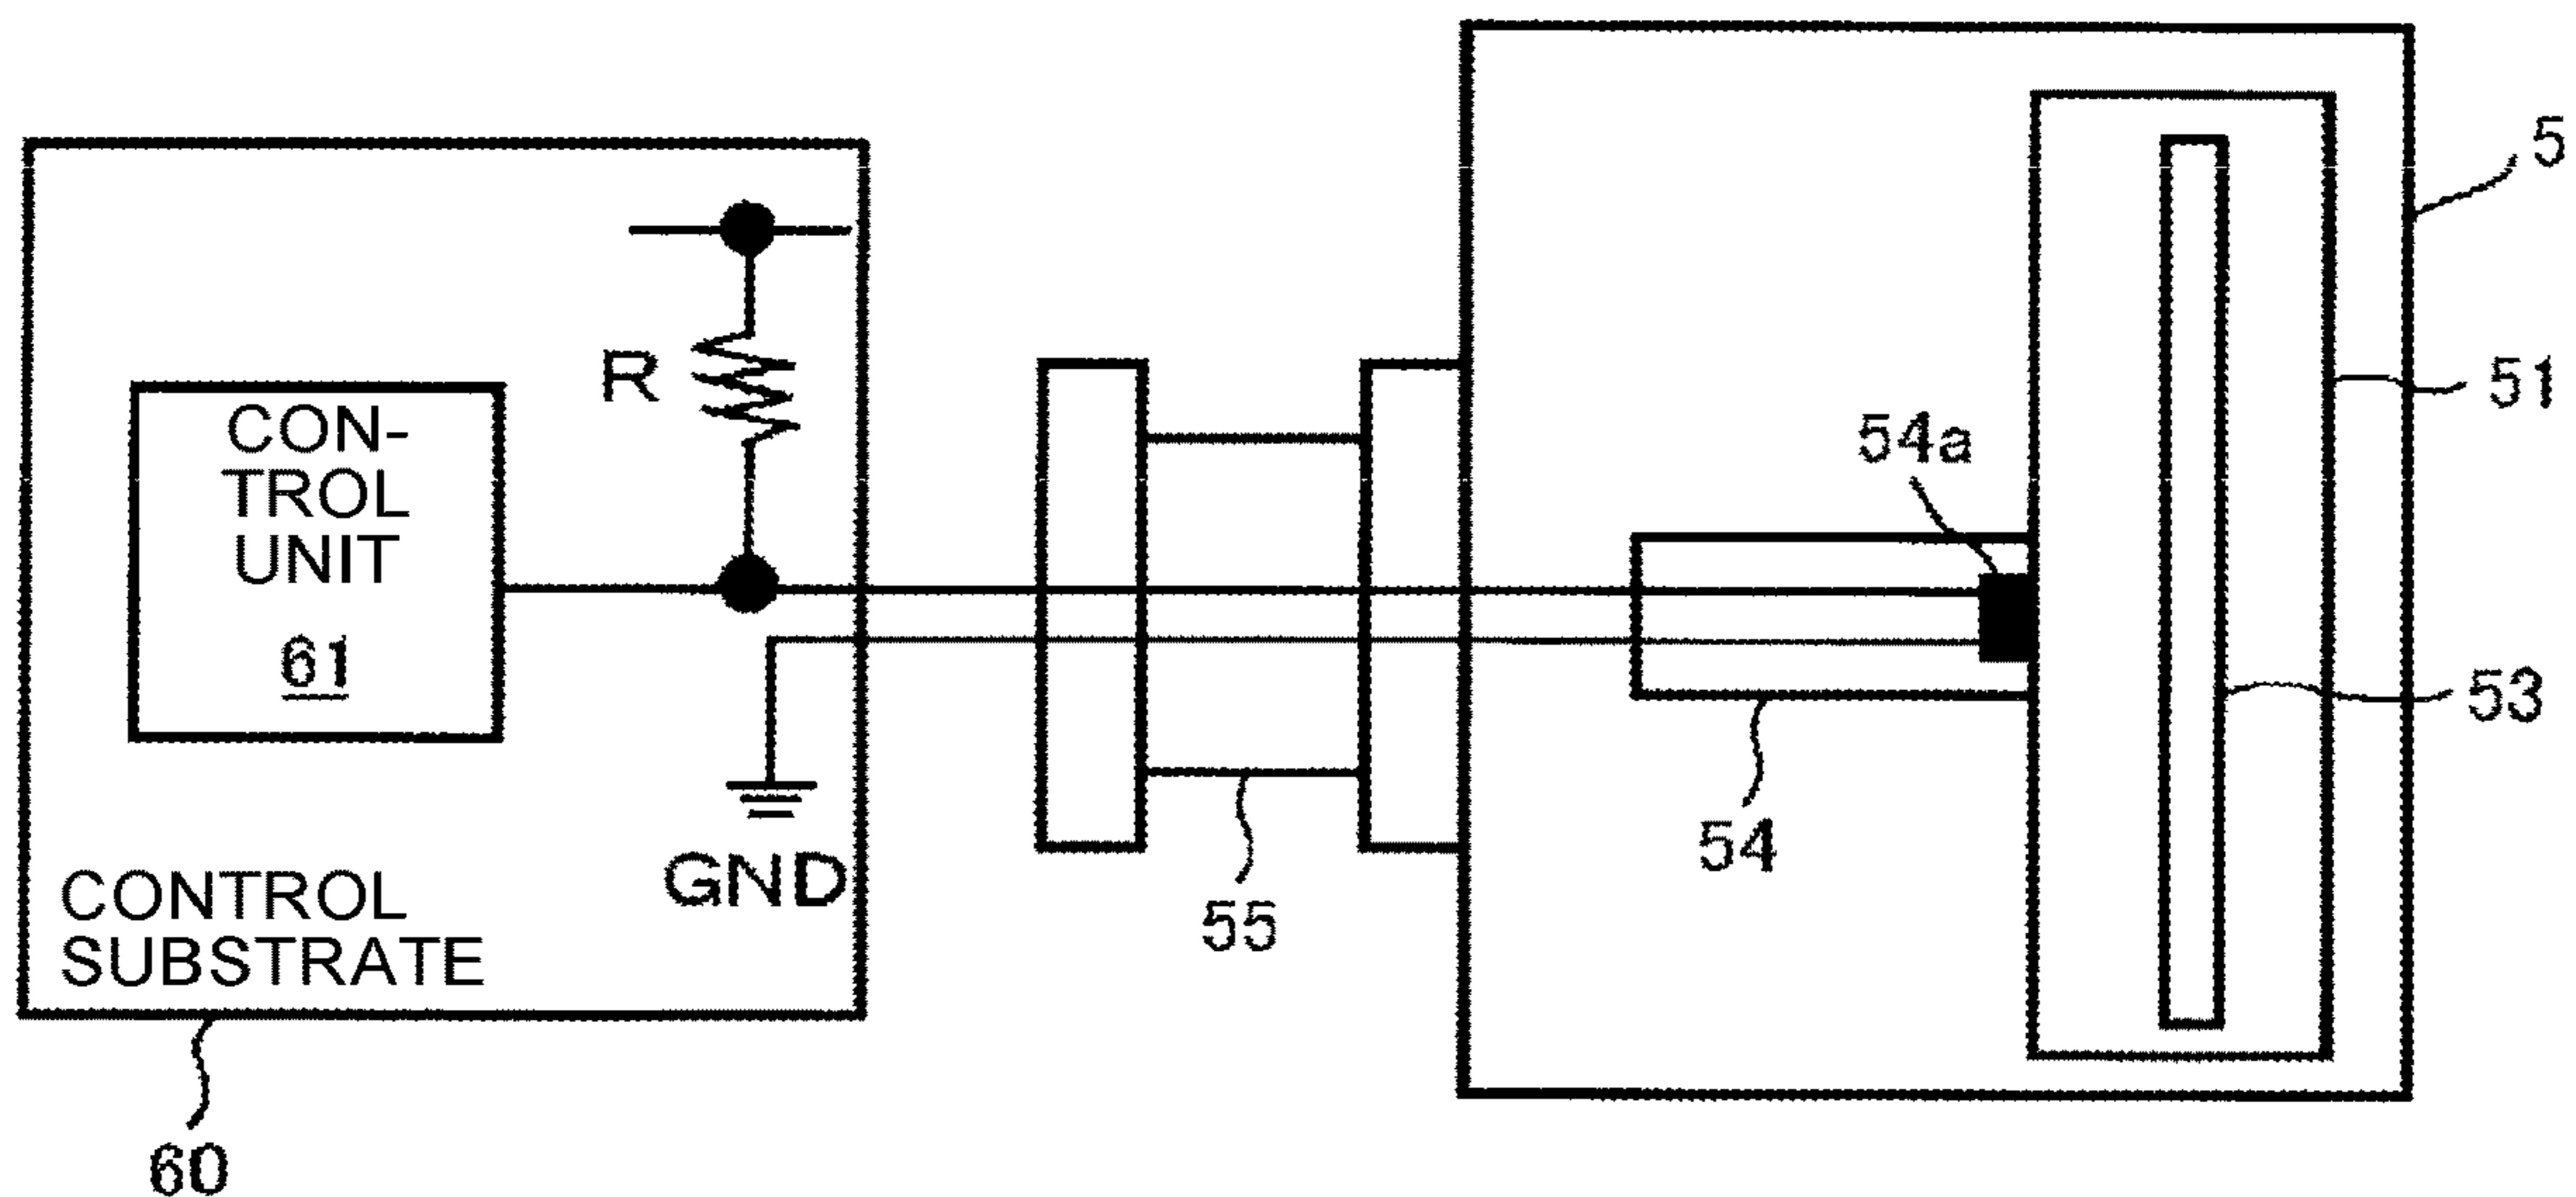 CON-
TROL
UNIT
61
R
GND
CONTROL
SUBSTRATE
60
55
54a
54
5
51
53